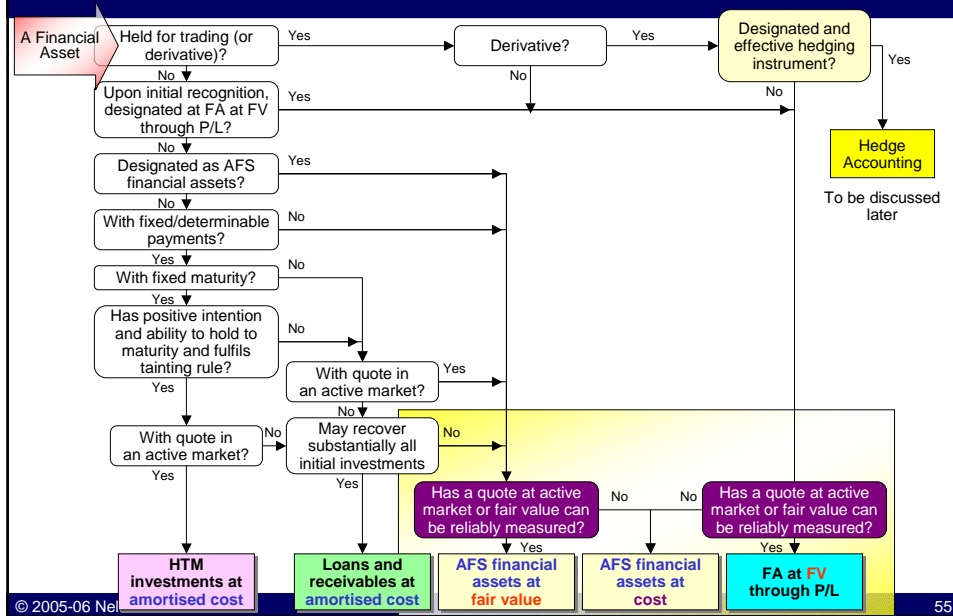 A Financial
Asset
Held for trading (or
derivative)?
Yes
Derivative?
Yes
Designated and
effective hedging
instrument?
Yes
No
No
No
Upon initial recognition,
designated at FA at FV
through P/L?
Yes
Hedge
Accounting
To be discussed
later
No
Designated as AFS
financial assets?
Yes
No
With fixed/determinable
payments?
No
Yes
With fixed maturity?
No
Yes
Has positive intention
and ability to hold to
maturity and fulfils
tainting rule?
No
Yes
With quote in
an active market?
Yes
No
With quote in
an active market?
No
Yes
May recover
substantially all
initial investments
No
Yes
Has a quote at active
market or fair value can
be reliably measured?
No
No
Has a quote at active
market or fair value can
be reliably measured?
Yes
Yes
HTM
investments at
amortised cost
Loans and
receivables at
amortised cost
AFS financial
assets at
fair value
AFS financial
assets at
cost
FA at FV
through P/L
© 2005-06 Nel
55